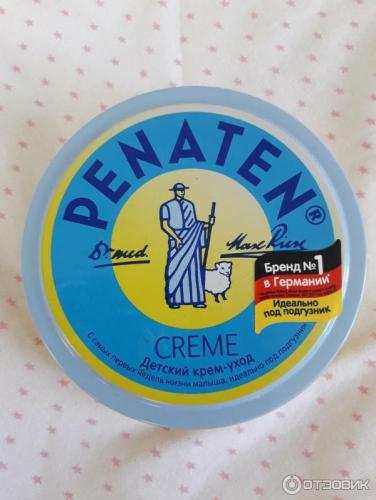 PENATEN®
Dr med. Max Riese
CREME
Детский крем-уход
С самых первых недель жизни малыша, идеально под подгузник
Бренд №1
в Германии*
Идеально
под подгузник
ОТЗОВИК